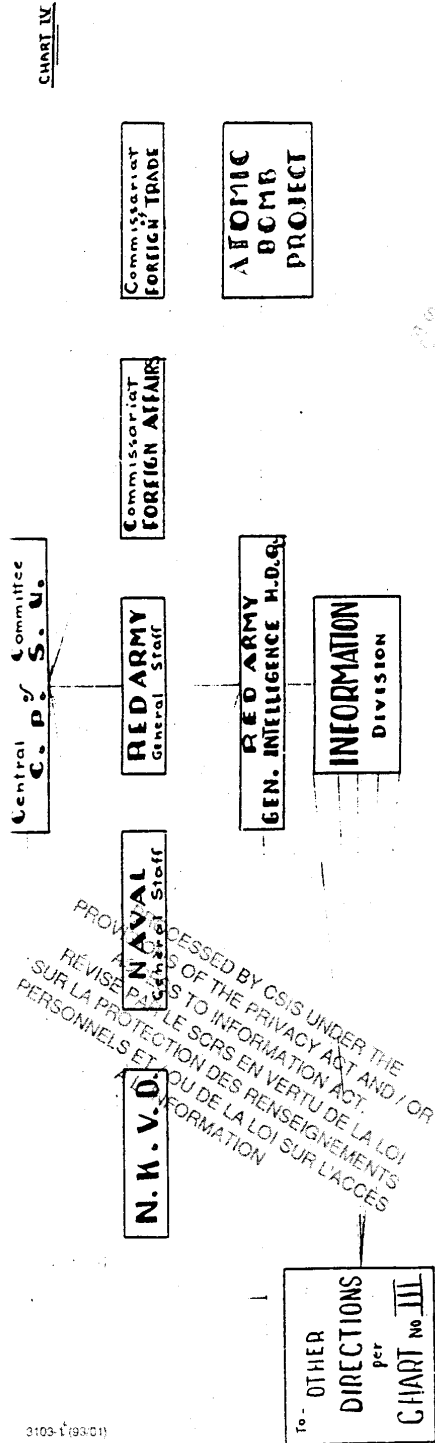 CHART IV
Central Committee
of
C. P. S. U.
N. K. V. D.
NAVAL
General Staff
RED ARMY
General Staff
Commissariat
FOREIGN AFFAIRS
Commissariat
of
FOREIGN TRADE
RED ARMY
GEN. INTELLIGENCE H.D.Q.
ATOMIC
BOMB
PROJECT
INFORMATION
DIVISION
To - OTHER
DIRECTIONS
per
CHART No III
PROCESSED BY CSIS UNDER THE
PROVISIONS OF THE PRIVACY ACT AND / OR
ACCESS TO INFORMATION ACT.
RÉVISÉ PAR LE SCRS EN VERTU DE LA LOI
SUR LA PROTECTION DES RENSEIGNEMENTS
PERSONNELS ET / OU DE LA LOI SUR L'ACCÈS
À L'INFORMATION
3103-1 (93/01)